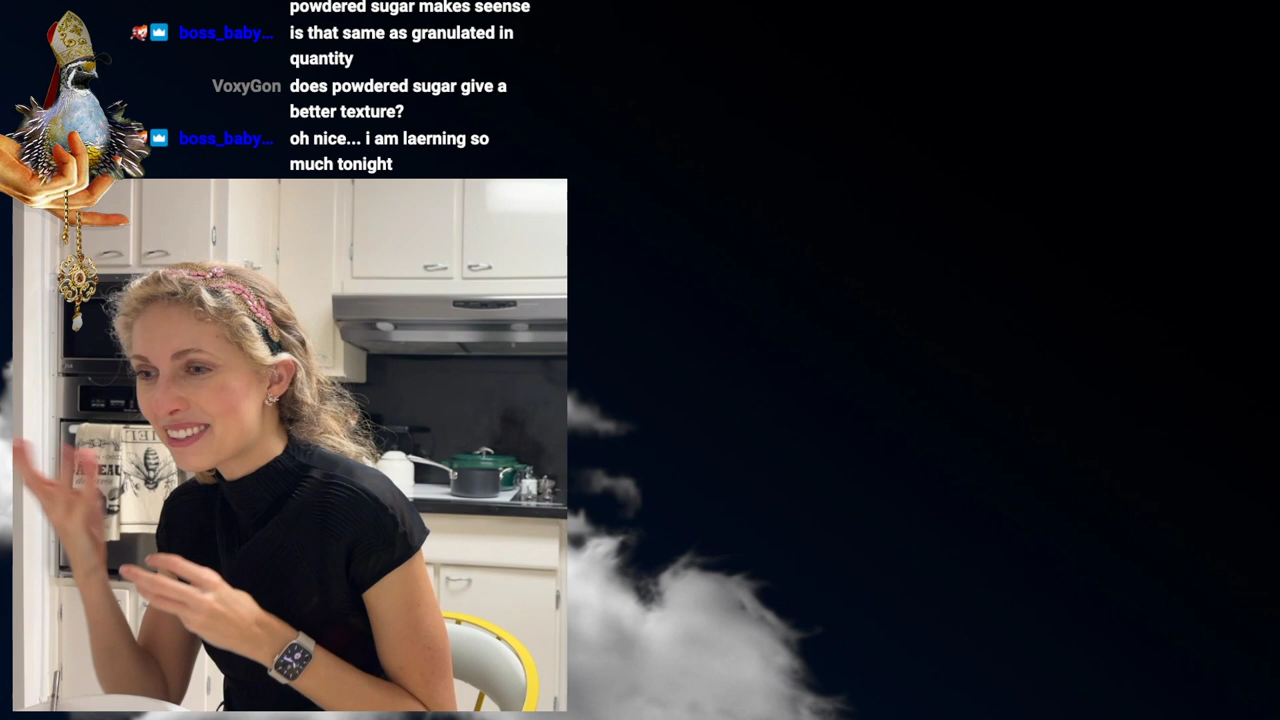 powdered sugar makes seense
boss_baby... is that same as granulated in
quantity
VoxyGon does powdered sugar give a
better texture?
boss_baby... oh nice... i am laerning so
much tonight